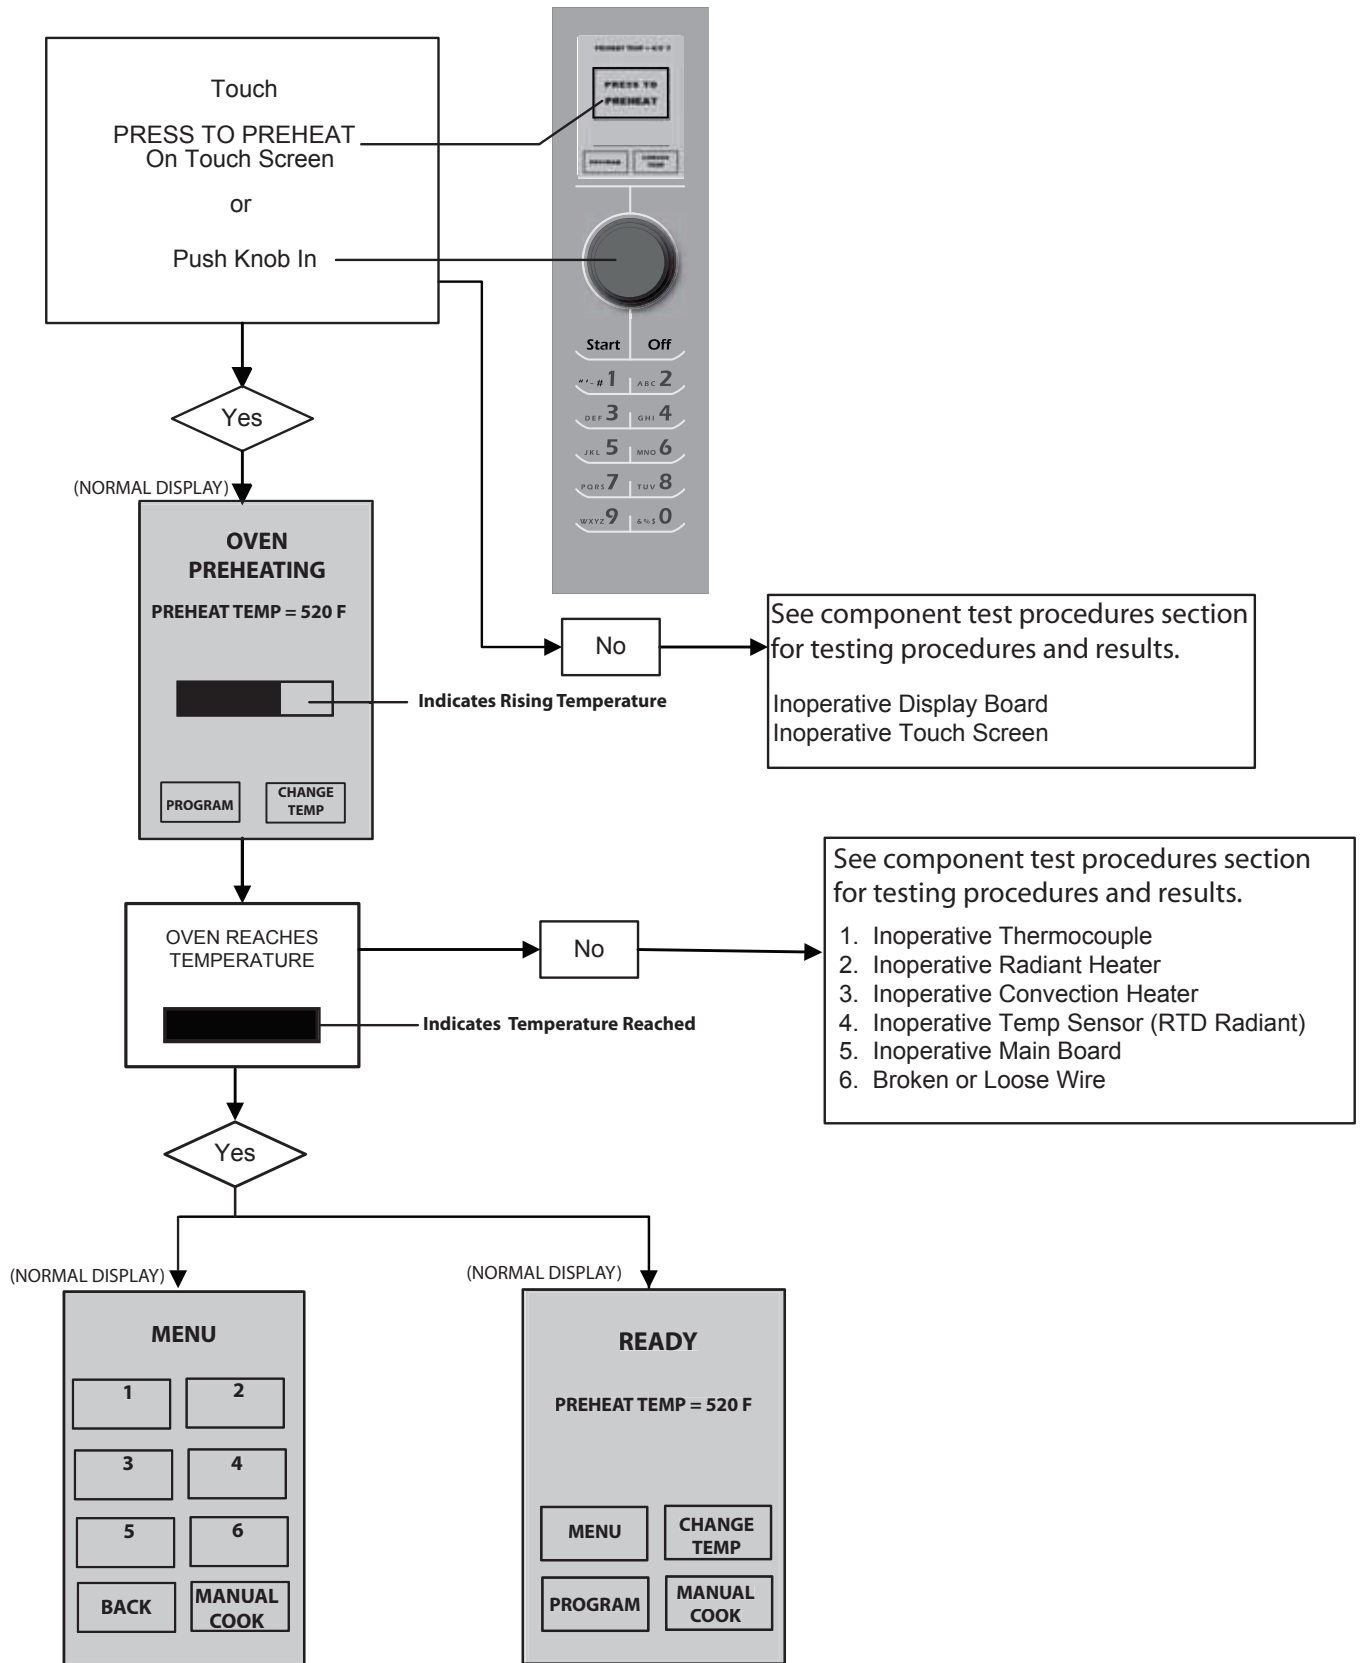 Touch
PRESS TO PREHEAT
On Touch Screen
or
Push Knob In
PRESS TO
PREHEAT
PROGRAM
CHANGE
TEMP
Start Off
"'-# 1 ABC 2
DEF 3 GHI 4
JKL 5 MNO 6
PQRS 7 TUV 8
WXYZ 9 &%$ 0
Yes
(NORMAL DISPLAY)
OVEN
PREHEATING
PREHEAT TEMP = 520 F
Indicates Rising Temperature
PROGRAM
CHANGE
TEMP
No
See component test procedures section
for testing procedures and results.
Inoperative Display Board
Inoperative Touch Screen
OVEN REACHES
TEMPERATURE
Indicates Temperature Reached
No
See component test procedures section
for testing procedures and results.
1. Inoperative Thermocouple
2. Inoperative Radiant Heater
3. Inoperative Convection Heater
4. Inoperative Temp Sensor (RTD Radiant)
5. Inoperative Main Board
6. Broken or Loose Wire
Yes
(NORMAL DISPLAY)
MENU
1 2
3 4
5 6
BACK
MANUAL
COOK
(NORMAL DISPLAY)
READY
PREHEAT TEMP = 520 F
MENU
CHANGE
TEMP
PROGRAM
MANUAL
COOK